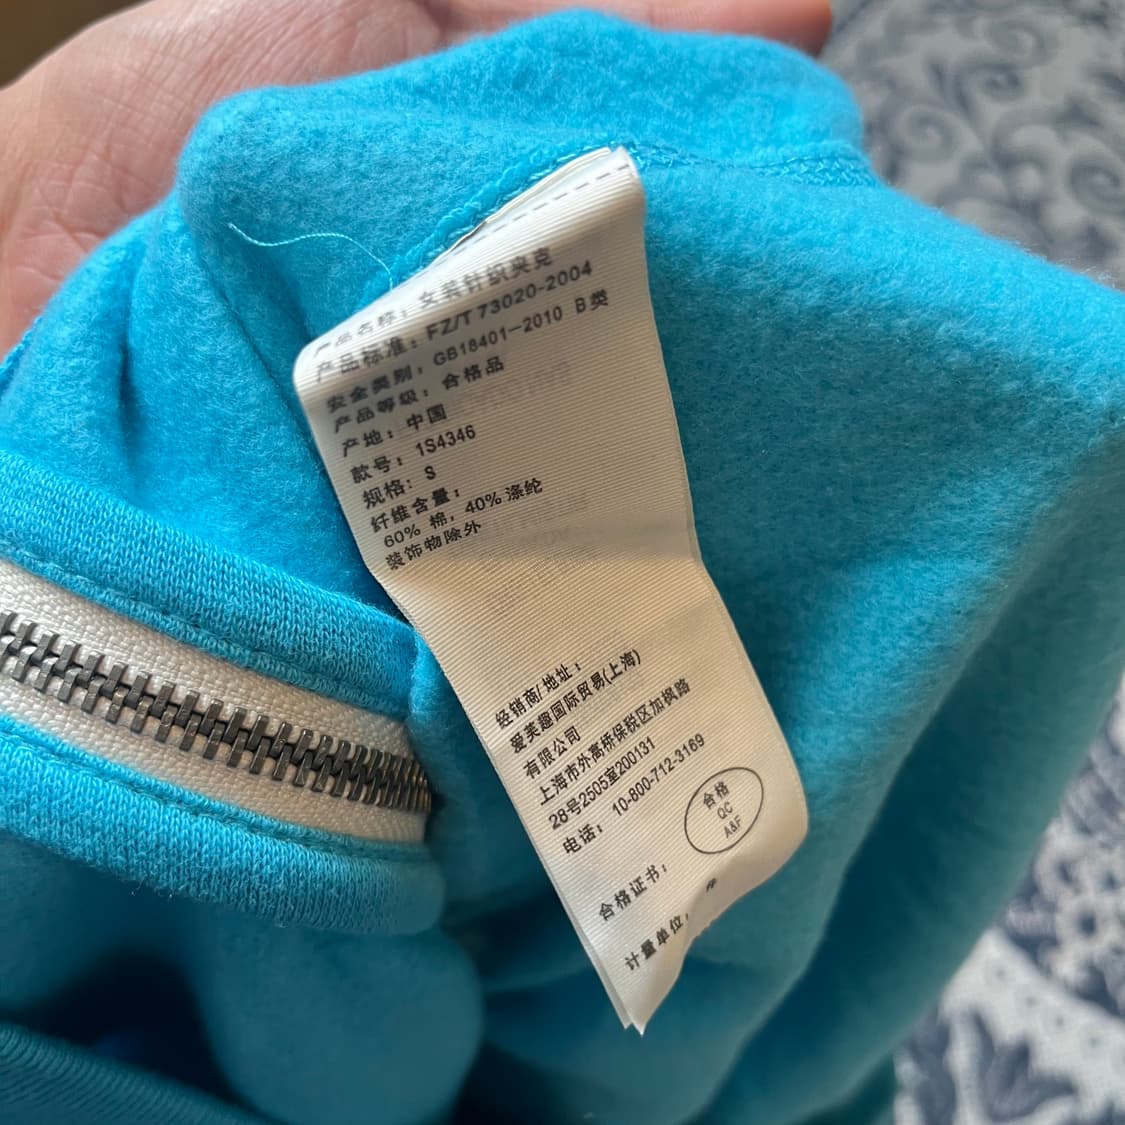 产品名称：女装针织夹克
产品标准：FZ/T 73020-2004
安全类别：GB18401-2010 B类
产品等级：合格品
产地：中国
款号：1S4346
规格：S
纤维含量：
60% 棉，40% 涤纶
装饰物除外
经销商/地址：
爱芙趣国际贸易(上海)
有限公司
上海市外高桥保税区加枫路
28号2505室200131
电话：10-800-712-3169
合格证书：
合格
QC
A&F
计量单位：件